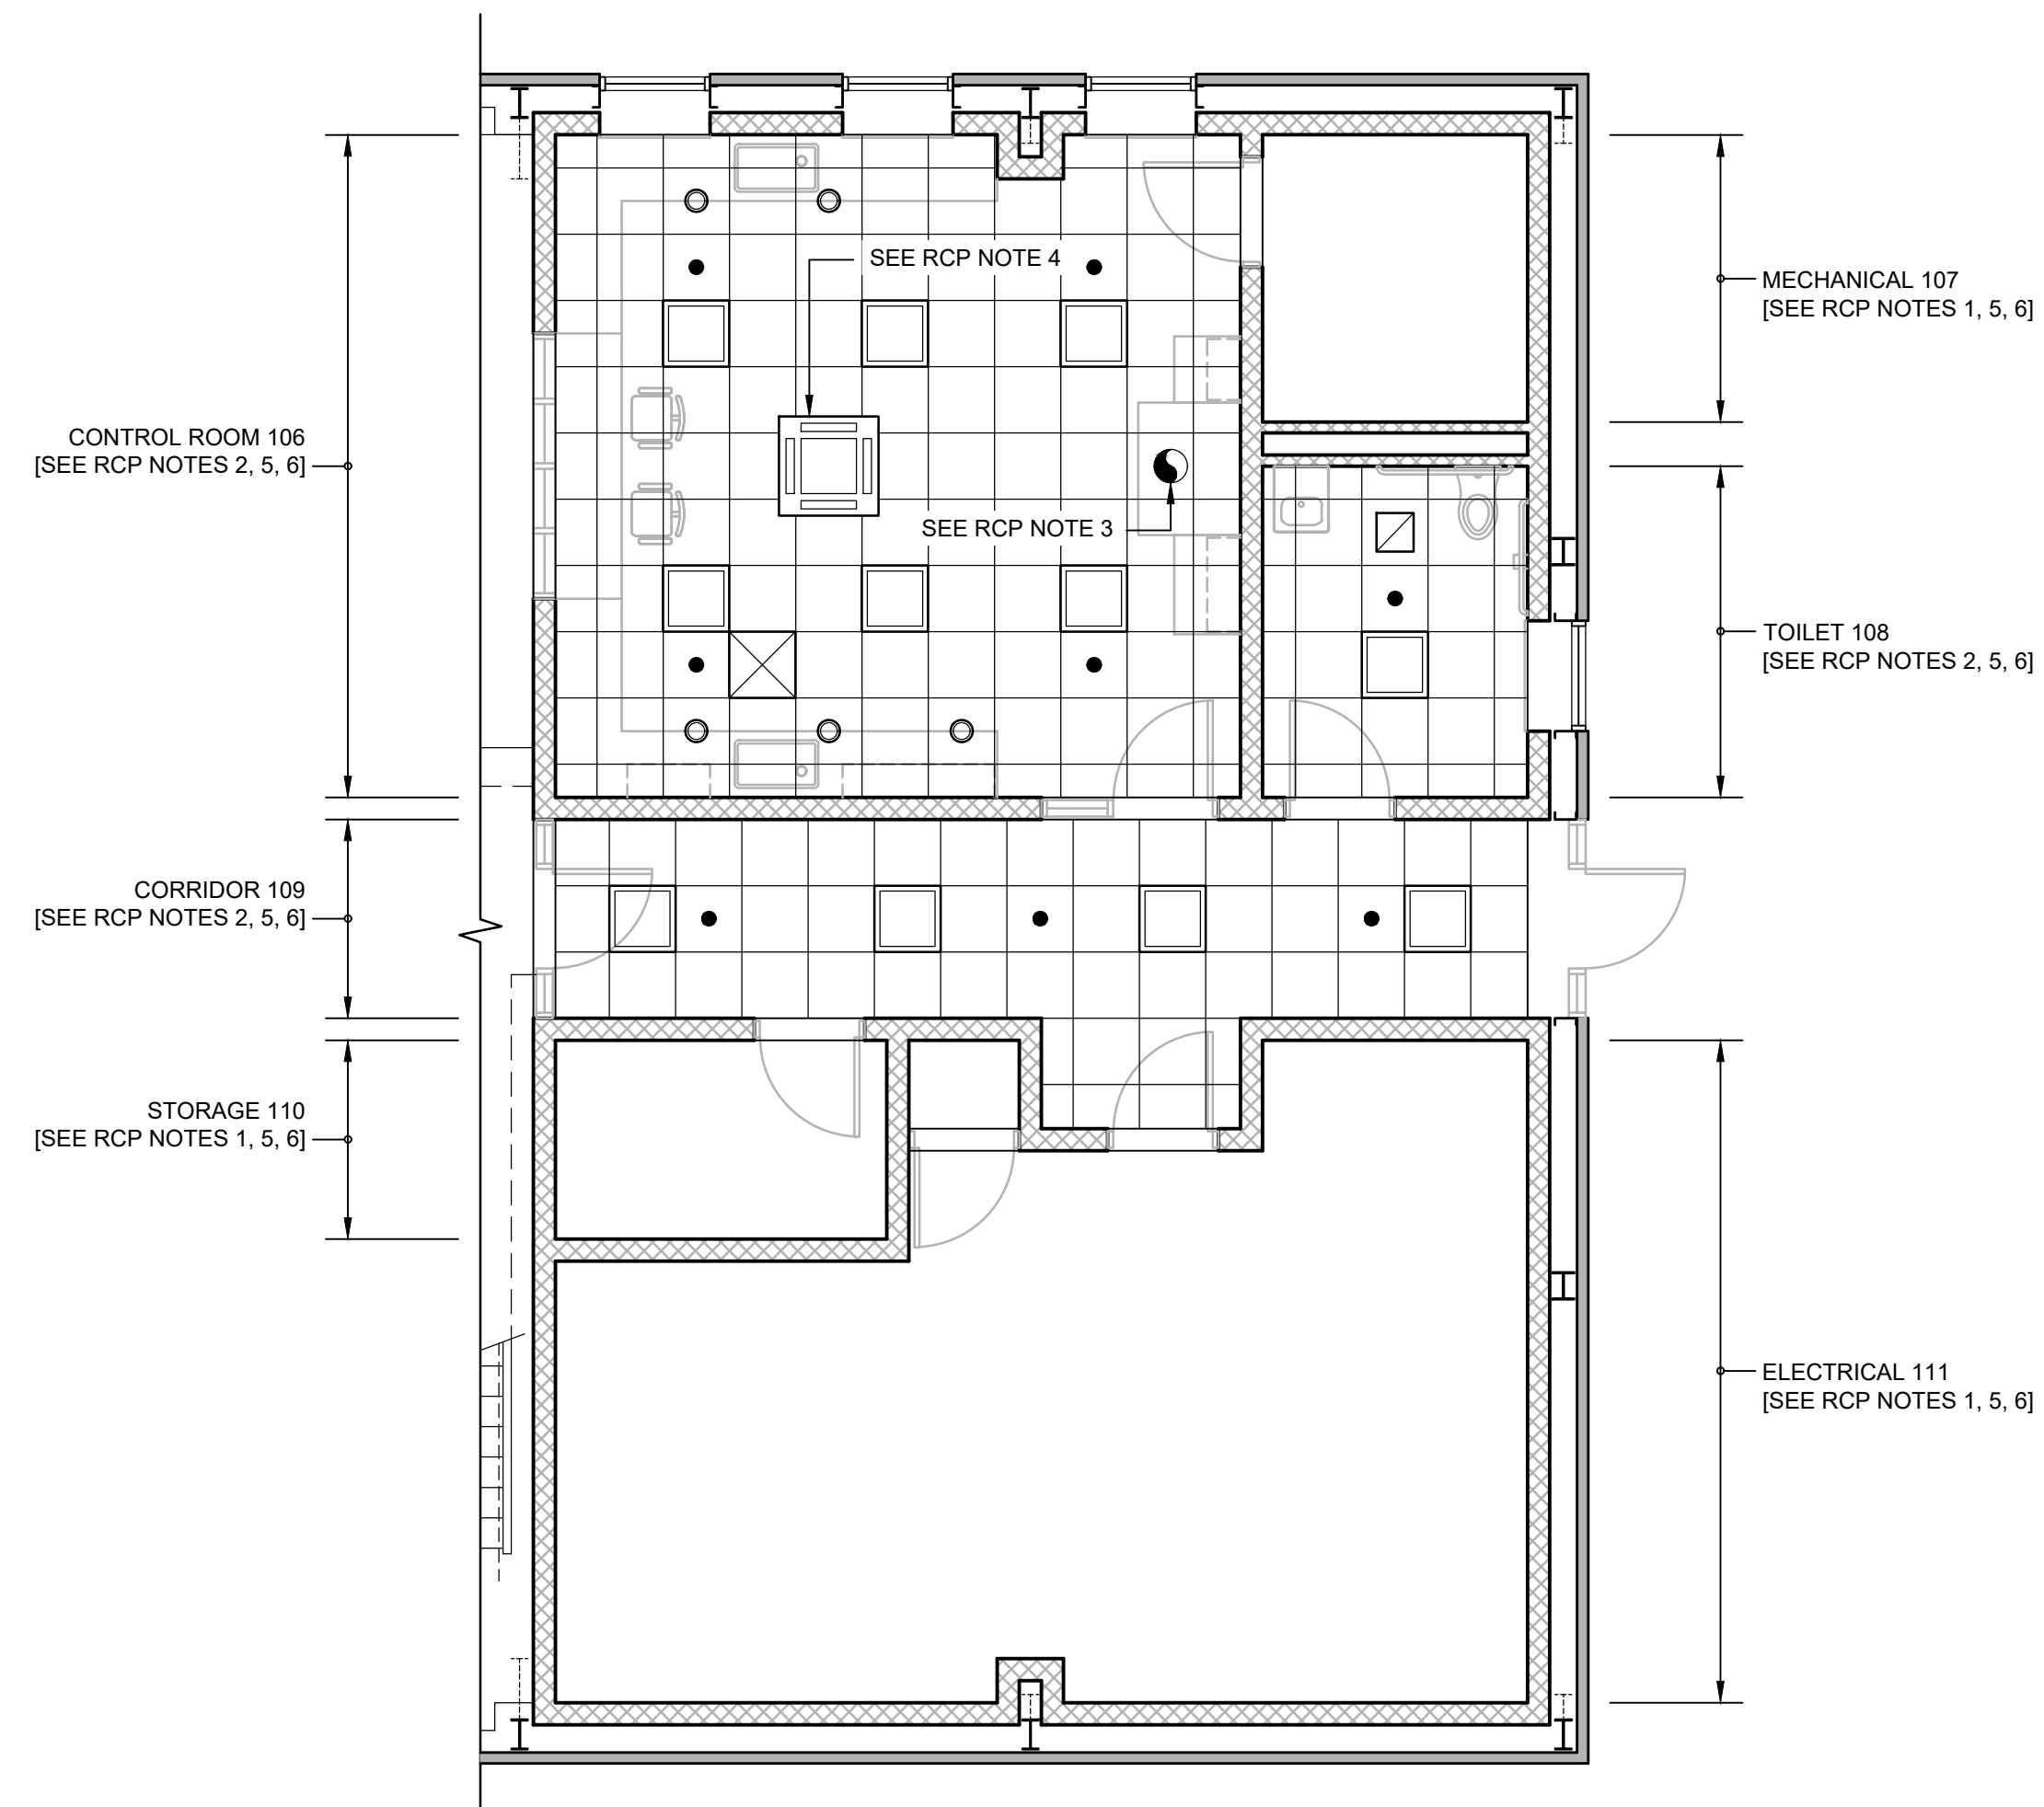 SEE RCP NOTE 4
MECHANICAL 107
[SEE RCP NOTES 1, 5, 6]
CONTROL ROOM 106
[SEE RCP NOTES 2, 5, 6]
SEE RCP NOTE 3
TOILET 108
[SEE RCP NOTES 2, 5, 6]
CORRIDOR 109
[SEE RCP NOTES 2, 5, 6]
STORAGE 110
[SEE RCP NOTES 1, 5, 6]
ELECTRICAL 111
[SEE RCP NOTES 1, 5, 6]